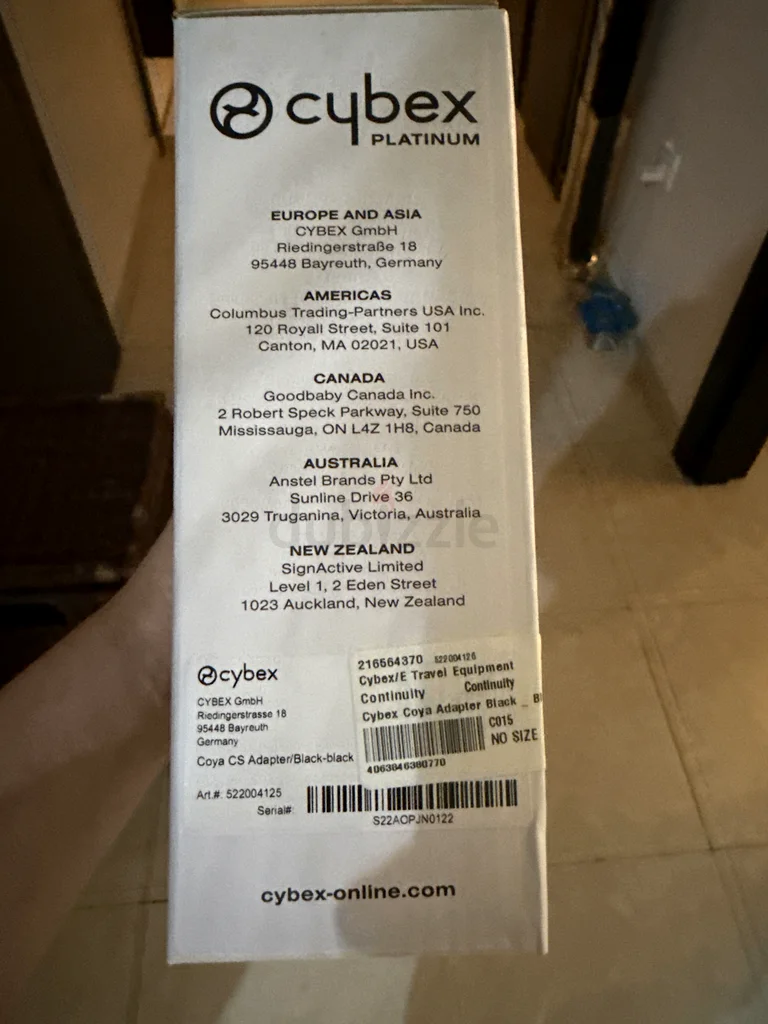 cybex
PLATINUM
EUROPE AND ASIA
CYBEX GmbH
Riedingerstraße 18
95448 Bayreuth, Germany
AMERICAS
Columbus Trading-Partners USA Inc.
120 Royall Street, Suite 101
Canton, MA 02021, USA
CANADA
Goodbaby Canada Inc.
2 Robert Speck Parkway, Suite 750
Mississauga, ON L4Z 1H8, Canada
AUSTRALIA
Anstel Brands Pty Ltd
Sunline Drive 36
3029 Truganina, Victoria, Australia
dubizzle
NEW ZEALAND
SignActive Limited
Level 1, 2 Eden Street
1023 Auckland, New Zealand
cybex
CYBEX GmbH
Riedingerstrasse 18
95448 Bayreuth
Germany
Coya CS Adapter/Black-black
Art.#: 522004125
Serial#:
S22AOPJN0122
216564370 522004126
Cybex/E Travel Equipment
Continuity Continuity
Cybex Coya Adapter Black _ Bl
C015
NO SIZE
4063846380770
cybex-online.com